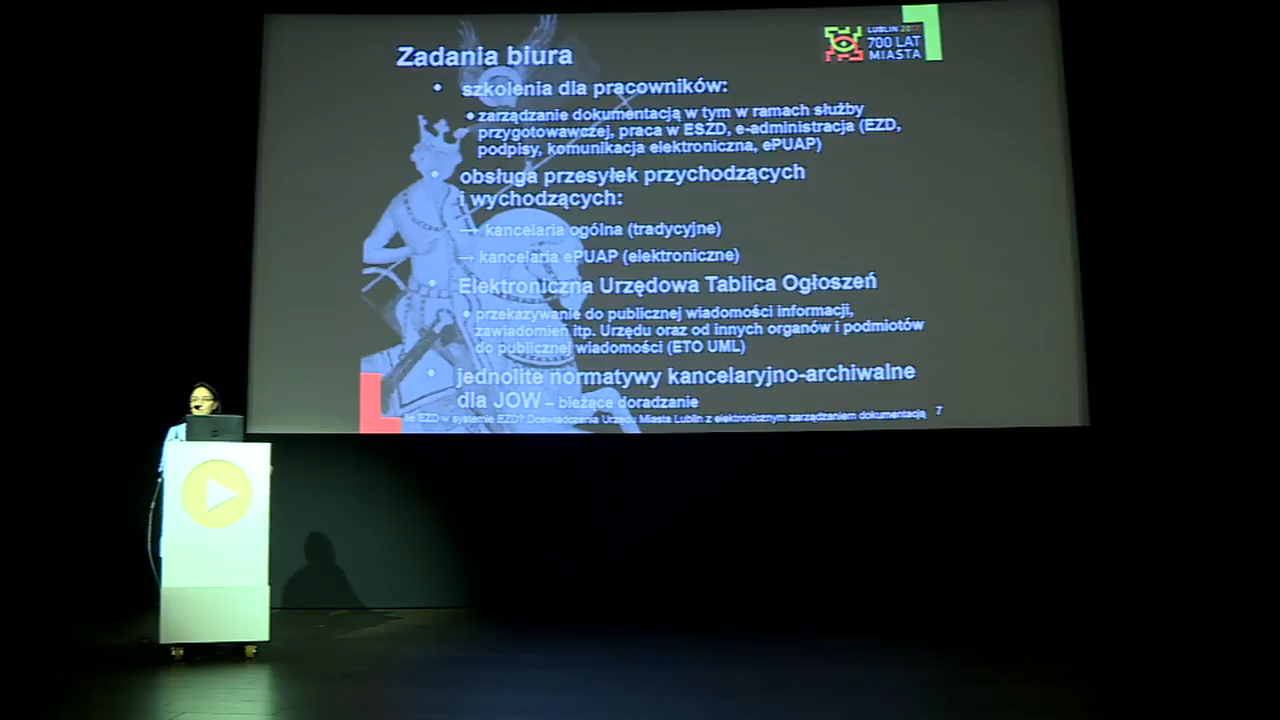 LUBLIN 2017
700 LAT
MIASTA
Zadania biura
• szkolenia dla pracowników:
• zarządzanie dokumentacją w tym w ramach służby
przygotowawczej, praca w ESZD, e-administracja (EZD,
podpisy, komunikacja elektroniczna, ePUAP)
• obsługa przesyłek przychodzących
i wychodzących:
→ kancelaria ogólna (tradycyjne)
→ kancelaria ePUAP (elektroniczne)
• Elektroniczna Urzędowa Tablica Ogłoszeń
• przekazywanie do publicznej wiadomości informacji,
zawiadomień itp. Urzędu oraz od innych organów i podmiotów
do publicznej wiadomości (ETO UML)
• jednolite normatywy kancelaryjno-archiwalne
dla JOW – bieżące doradzanie
Ile EZD w systemie EZD? Doświadczenia Urzędu Miasta Lublin z elektronicznym zarządzaniem dokumentacją 7